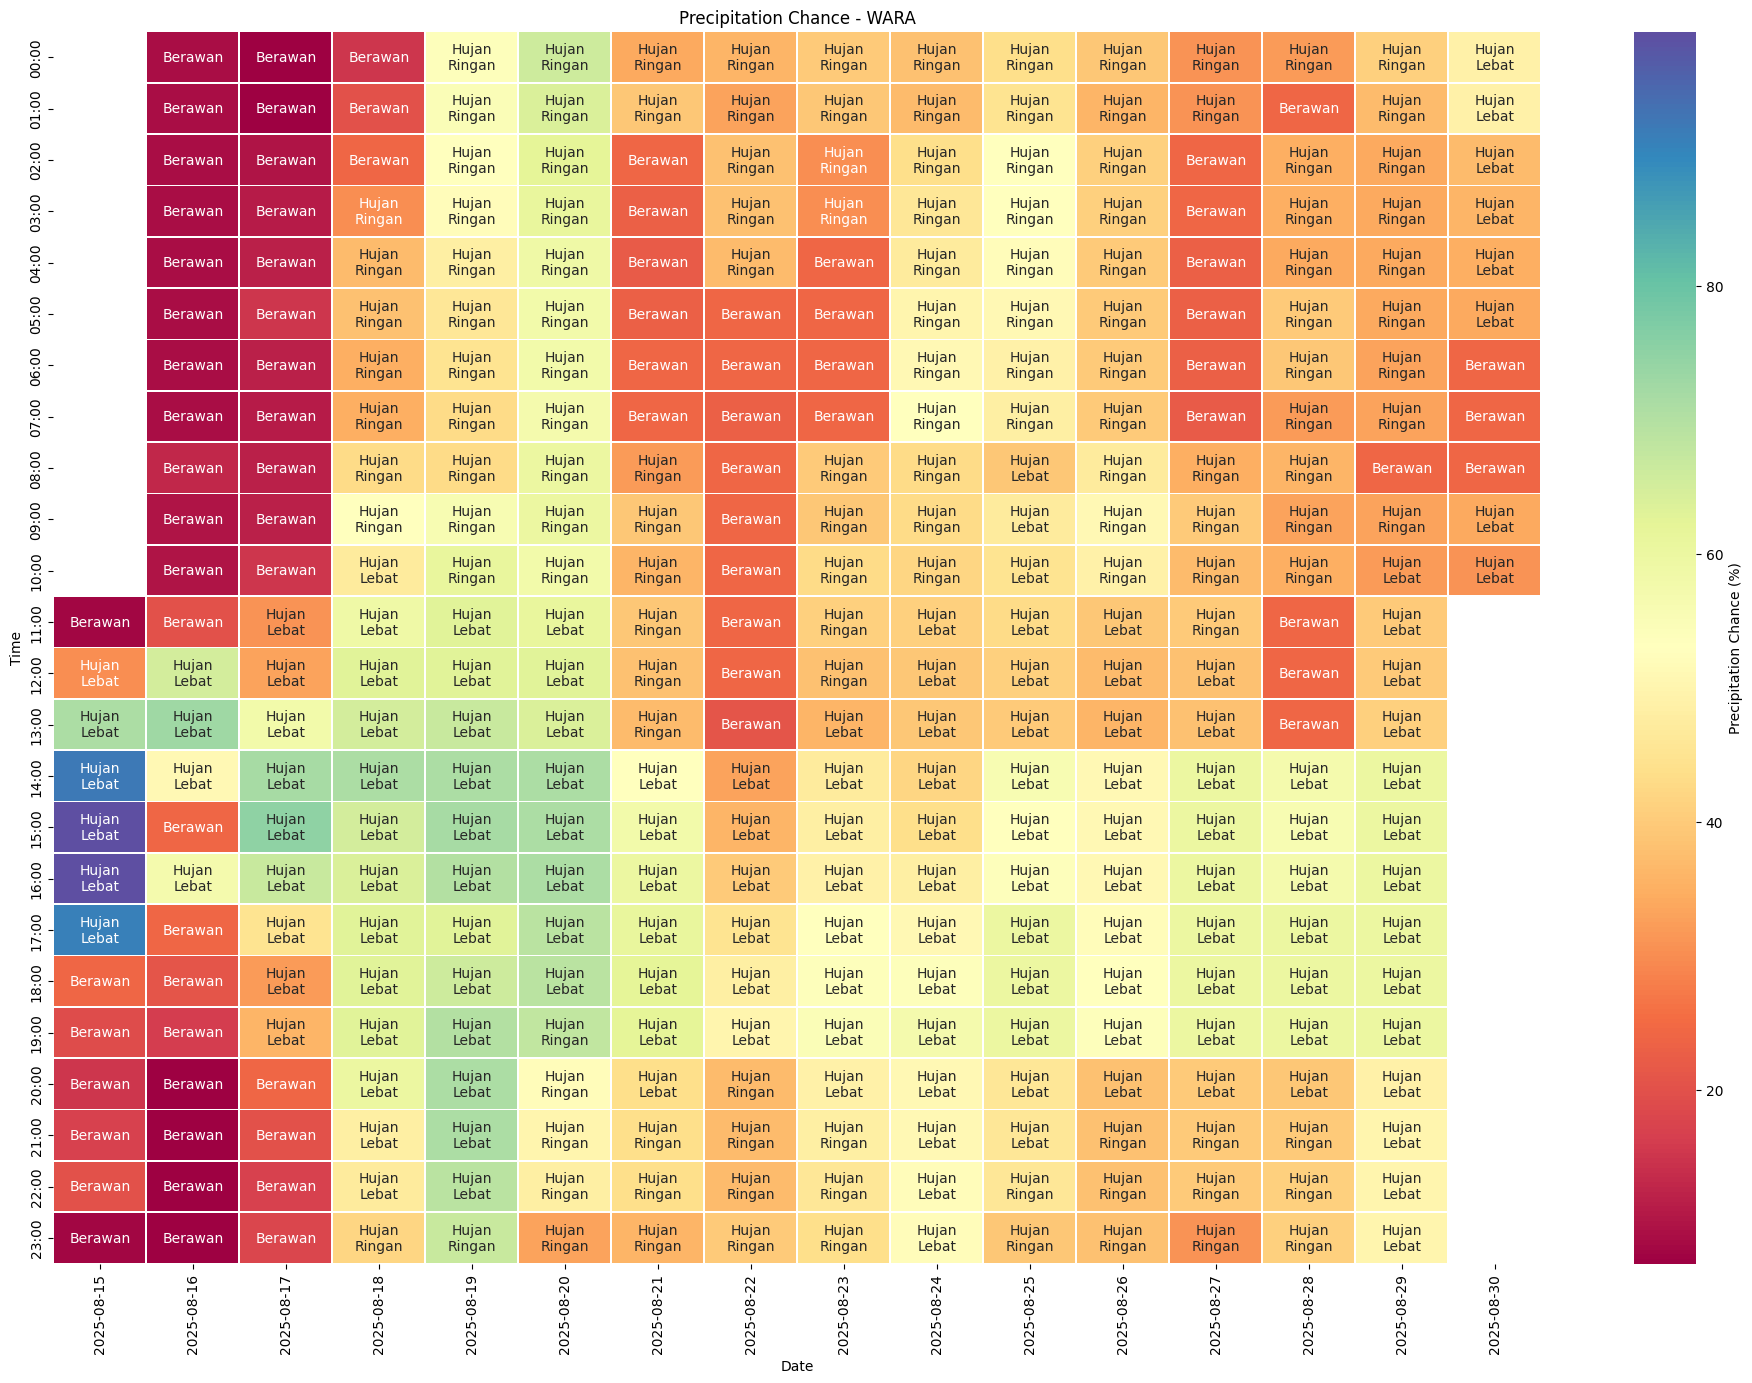 Precipitation Chance - WARA
00:00 Berawan Berawan Berawan Hujan Ringan Hujan Ringan Hujan Ringan Hujan Ringan Hujan Ringan Hujan Ringan Hujan Ringan Hujan Ringan Hujan Ringan Hujan Ringan Hujan Ringan Hujan Lebat
01:00 Berawan Berawan Berawan Hujan Ringan Hujan Ringan Hujan Ringan Hujan Ringan Hujan Ringan Hujan Ringan Hujan Ringan Hujan Ringan Hujan Ringan Berawan Hujan Ringan Hujan Lebat
02:00 Berawan Berawan Berawan Hujan Ringan Hujan Ringan Berawan Hujan Ringan Hujan Ringan Hujan Ringan Hujan Ringan Hujan Ringan Berawan Hujan Ringan Hujan Ringan Hujan Lebat
03:00 Berawan Berawan Hujan Ringan Hujan Ringan Hujan Ringan Berawan Hujan Ringan Hujan Ringan Hujan Ringan Hujan Ringan Hujan Ringan Berawan Hujan Ringan Hujan Ringan Hujan Lebat
04:00 Berawan Berawan Hujan Ringan Hujan Ringan Hujan Ringan Berawan Hujan Ringan Berawan Hujan Ringan Hujan Ringan Hujan Ringan Berawan Hujan Ringan Hujan Ringan Hujan Lebat
05:00 Berawan Berawan Hujan Ringan Hujan Ringan Hujan Ringan Berawan Berawan Berawan Hujan Ringan Hujan Ringan Hujan Ringan Berawan Hujan Ringan Hujan Ringan Hujan Lebat
06:00 Berawan Berawan Hujan Ringan Hujan Ringan Hujan Ringan Berawan Berawan Berawan Hujan Ringan Hujan Ringan Hujan Ringan Berawan Hujan Ringan Hujan Ringan Berawan
07:00 Berawan Berawan Hujan Ringan Hujan Ringan Hujan Ringan Berawan Berawan Berawan Hujan Ringan Hujan Ringan Hujan Ringan Berawan Hujan Ringan Hujan Ringan Berawan
08:00 Berawan Berawan Hujan Ringan Hujan Ringan Hujan Ringan Hujan Ringan Berawan Hujan Ringan Hujan Ringan Hujan Lebat Hujan Ringan Hujan Ringan Hujan Ringan Berawan Berawan
09:00 Berawan Berawan Hujan Ringan Hujan Ringan Hujan Ringan Hujan Ringan Berawan Hujan Ringan Hujan Ringan Hujan Lebat Hujan Ringan Hujan Ringan Hujan Ringan Hujan Ringan Hujan Lebat
10:00 Berawan Berawan Hujan Lebat Hujan Ringan Hujan Ringan Hujan Ringan Berawan Hujan Ringan Hujan Ringan Hujan Lebat Hujan Ringan Hujan Ringan Hujan Ringan Hujan Lebat Hujan Lebat
11:00 Berawan Berawan Hujan Lebat Hujan Lebat Hujan Lebat Hujan Lebat Hujan Ringan Berawan Hujan Ringan Hujan Lebat Hujan Lebat Hujan Lebat Hujan Ringan Berawan Hujan Lebat
12:00 Hujan Lebat Hujan Lebat Hujan Lebat Hujan Lebat Hujan Lebat Hujan Lebat Hujan Ringan Berawan Hujan Ringan Hujan Lebat Hujan Lebat Hujan Lebat Hujan Lebat Berawan Hujan Lebat
13:00 Hujan Lebat Hujan Lebat Hujan Lebat Hujan Lebat Hujan Lebat Hujan Lebat Hujan Ringan Berawan Hujan Lebat Hujan Lebat Hujan Lebat Hujan Lebat Hujan Lebat Berawan Hujan Lebat
14:00 Hujan Lebat Hujan Lebat Hujan Lebat Hujan Lebat Hujan Lebat Hujan Lebat Hujan Lebat Hujan Lebat Hujan Lebat Hujan Lebat Hujan Lebat Hujan Lebat Hujan Lebat Hujan Lebat Hujan Lebat
15:00 Hujan Lebat Berawan Hujan Lebat Hujan Lebat Hujan Lebat Hujan Lebat Hujan Lebat Hujan Lebat Hujan Lebat Hujan Lebat Hujan Lebat Hujan Lebat Hujan Lebat Hujan Lebat Hujan Lebat
16:00 Hujan Lebat Hujan Lebat Hujan Lebat Hujan Lebat Hujan Lebat Hujan Lebat Hujan Lebat Hujan Lebat Hujan Lebat Hujan Lebat Hujan Lebat Hujan Lebat Hujan Lebat Hujan Lebat Hujan Lebat
17:00 Hujan Lebat Berawan Hujan Lebat Hujan Lebat Hujan Lebat Hujan Lebat Hujan Lebat Hujan Lebat Hujan Lebat Hujan Lebat Hujan Lebat Hujan Lebat Hujan Lebat Hujan Lebat Hujan Lebat
18:00 Berawan Berawan Hujan Lebat Hujan Lebat Hujan Lebat Hujan Lebat Hujan Lebat Hujan Lebat Hujan Lebat Hujan Lebat Hujan Lebat Hujan Lebat Hujan Lebat Hujan Lebat Hujan Lebat
19:00 Berawan Berawan Hujan Lebat Hujan Lebat Hujan Lebat Hujan Ringan Hujan Lebat Hujan Lebat Hujan Lebat Hujan Lebat Hujan Lebat Hujan Lebat Hujan Lebat Hujan Lebat Hujan Lebat
20:00 Berawan Berawan Berawan Hujan Lebat Hujan Lebat Hujan Ringan Hujan Lebat Hujan Ringan Hujan Lebat Hujan Lebat Hujan Lebat Hujan Lebat Hujan Lebat Hujan Lebat Hujan Lebat
21:00 Berawan Berawan Berawan Hujan Lebat Hujan Lebat Hujan Ringan Hujan Ringan Hujan Ringan Hujan Ringan Hujan Lebat Hujan Lebat Hujan Ringan Hujan Ringan Hujan Ringan Hujan Lebat
22:00 Berawan Berawan Berawan Hujan Lebat Hujan Lebat Hujan Ringan Hujan Ringan Hujan Ringan Hujan Ringan Hujan Lebat Hujan Ringan Hujan Ringan Hujan Ringan Hujan Ringan Hujan Lebat
23:00 Berawan Berawan Berawan Hujan Ringan Hujan Ringan Hujan Ringan Hujan Ringan Hujan Ringan Hujan Ringan Hujan Lebat Hujan Ringan Hujan Ringan Hujan Ringan Hujan Ringan Hujan Lebat
Time
2025-08-15 2025-08-16 2025-08-17 2025-08-18 2025-08-19 2025-08-20 2025-08-21 2025-08-22 2025-08-23 2025-08-24 2025-08-25 2025-08-26 2025-08-27 2025-08-28 2025-08-29 2025-08-30
Date
80
60
40
20
Precipitation Chance (%)